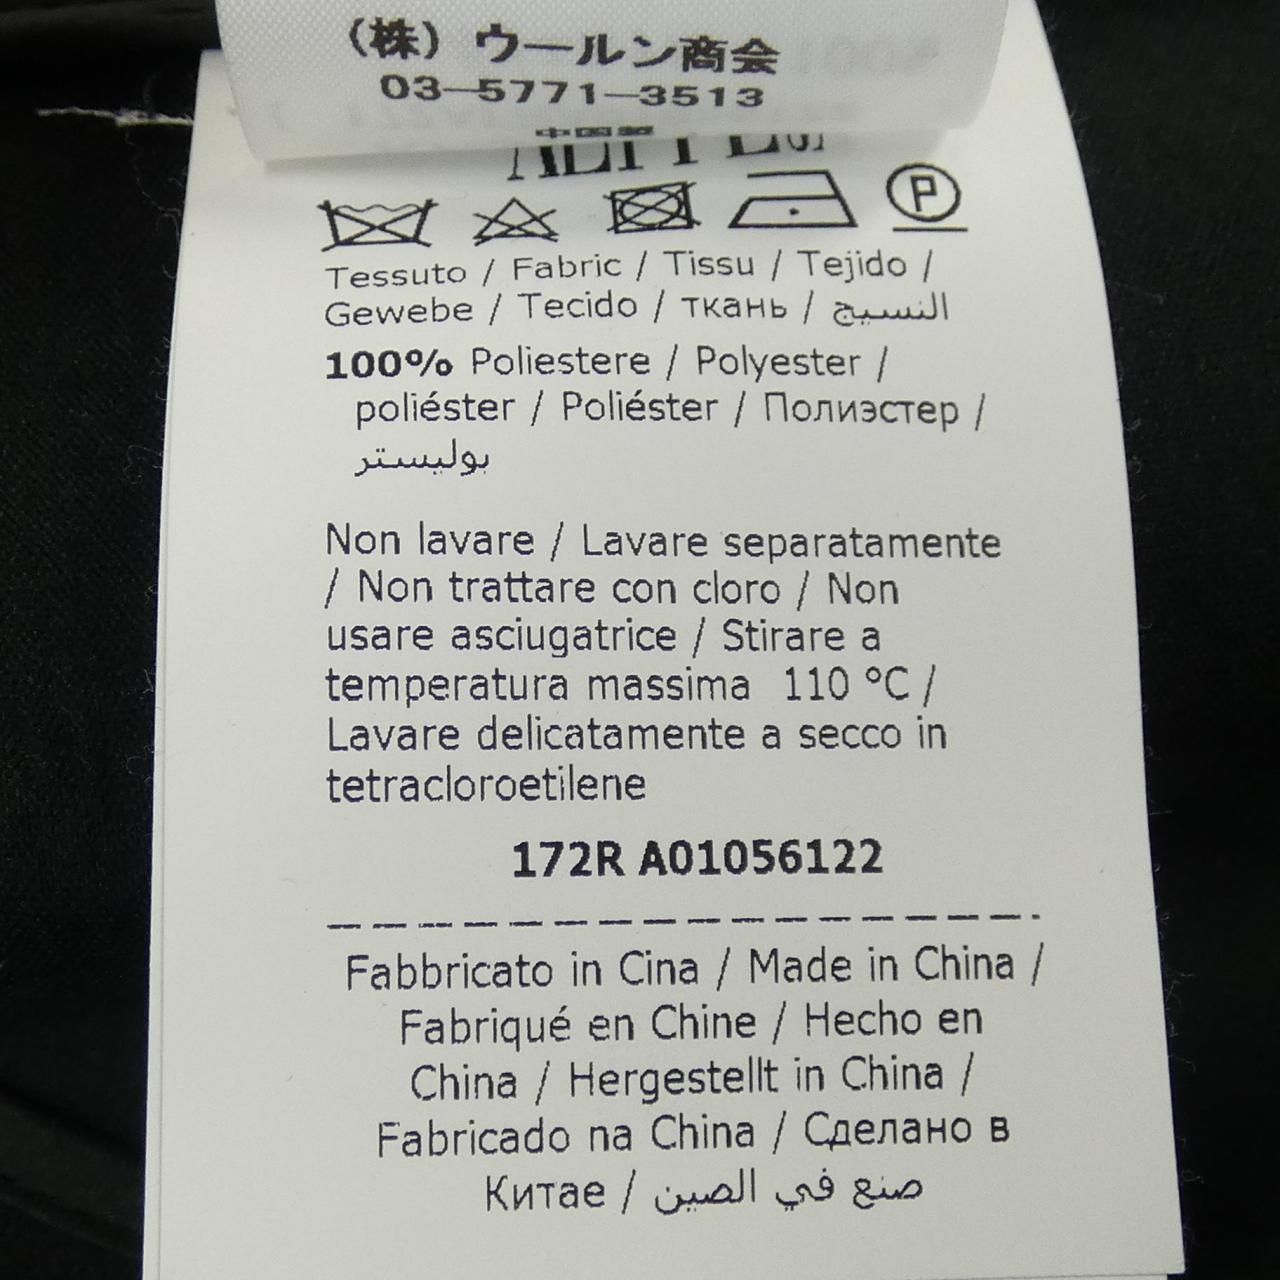 （株）ウールン商会
03-5771-3513
中国製
Tessuto / Fabric / Tissu / Tejido /
Gewebe / Tecido / ткань / النسيج
100% Poliestere / Polyester /
poliéster / Poliéster / Полиэстер /
بوليستر
Non lavare / Lavare separatamente
/ Non trattare con cloro / Non
usare asciugatrice / Stirare a
temperatura massima 110 °C /
Lavare delicatamente a secco in
tetracloroetilene
172R A01056122
Fabbricato in Cina / Made in China /
Fabriqué en Chine / Hecho en
China / Hergestellt in China /
Fabricado na China / Сделано в
Китае / صنع في الصين